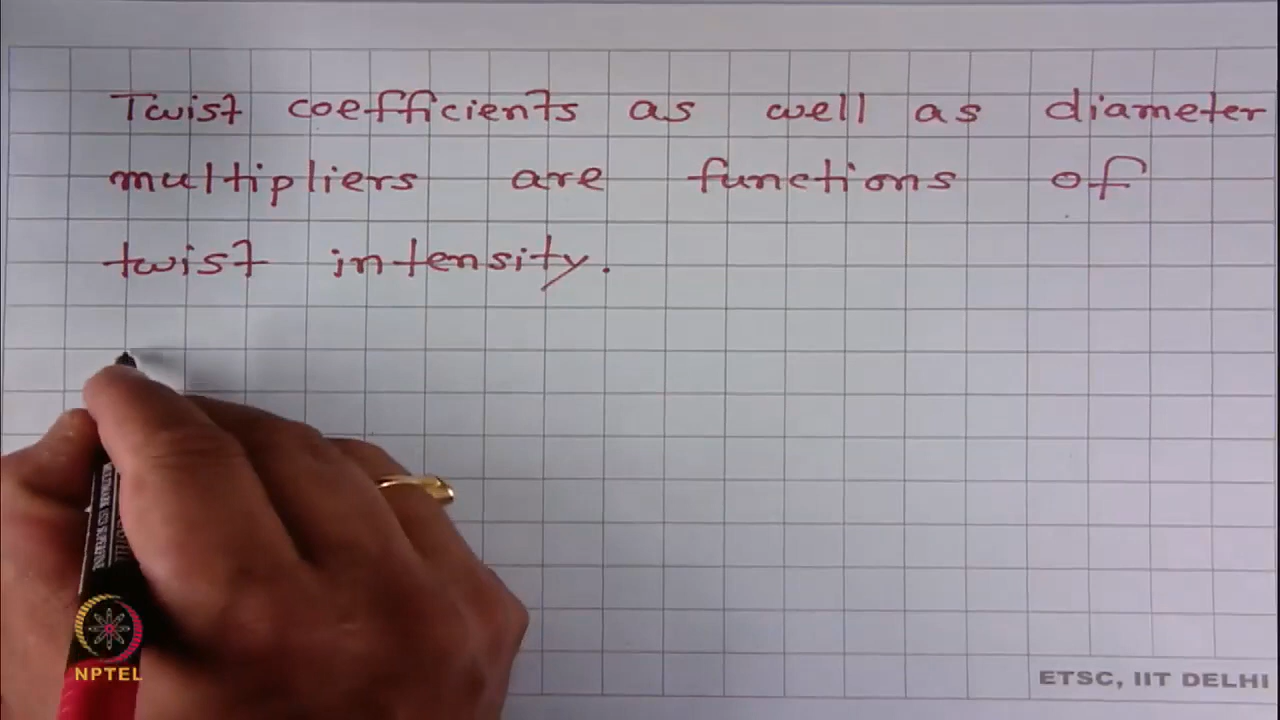 Twist coefficients as well as diameter
multipliers are functions of
twist intensity.
NPTEL
ETSC, IIT DELHI